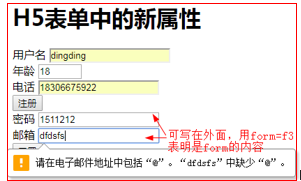 H5表单中的新属性
用户名 dingding
年龄 18
电话 18306675922
注册
密码 1511212
邮箱 dfdsfs
可写在外面，用form=f3
表明是form的内容
请在电子邮件地址中包括“@”。“dfdsfs”中缺少“@”。